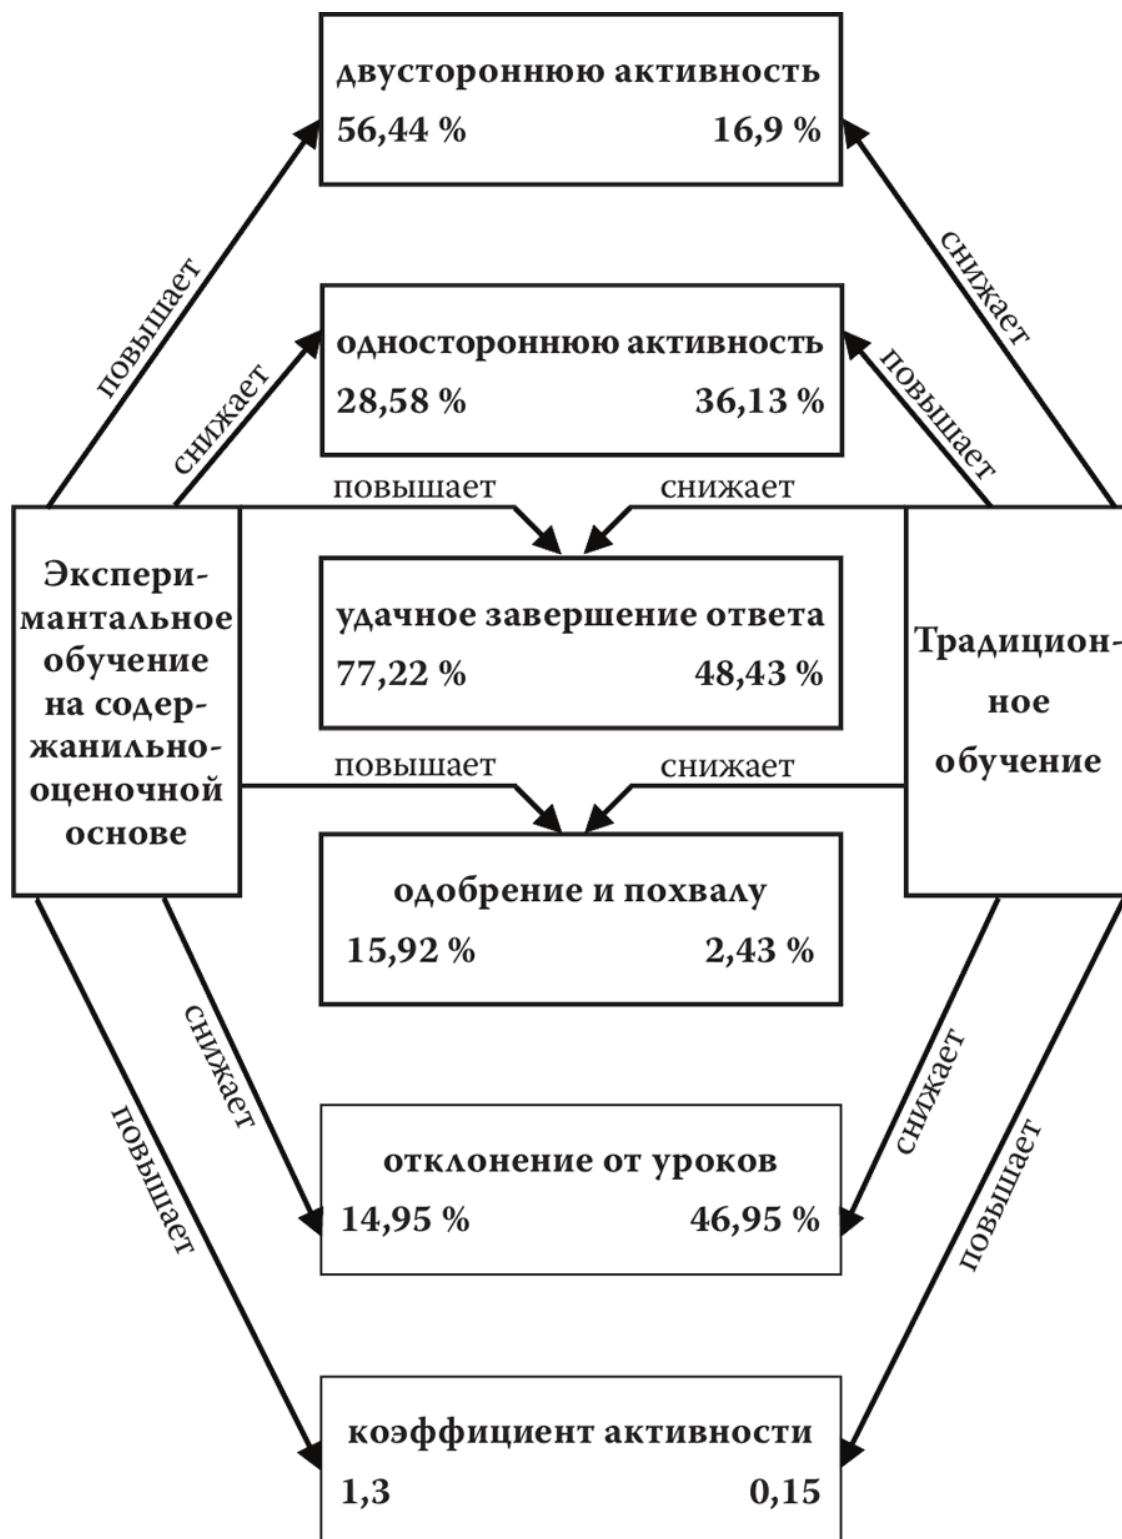 двустороннюю активность
56,44 % 16,9 %
повышает
снижает
одностороннюю активность
28,58 % 36,13 %
снижает
повышает
повышает
снижает
Экспери-
мантальное
обучение
на содер-
жанильно-
оценочной
основе
удачное завершение ответа
77,22 % 48,43 %
Традицион-
ное
обучение
повышает
снижает
одобрение и похвалу
15,92 % 2,43 %
снижает
снижает
отклонение от уроков
14,95 % 46,95 %
повышает
повышает
коэффициент активности
1,3 0,15